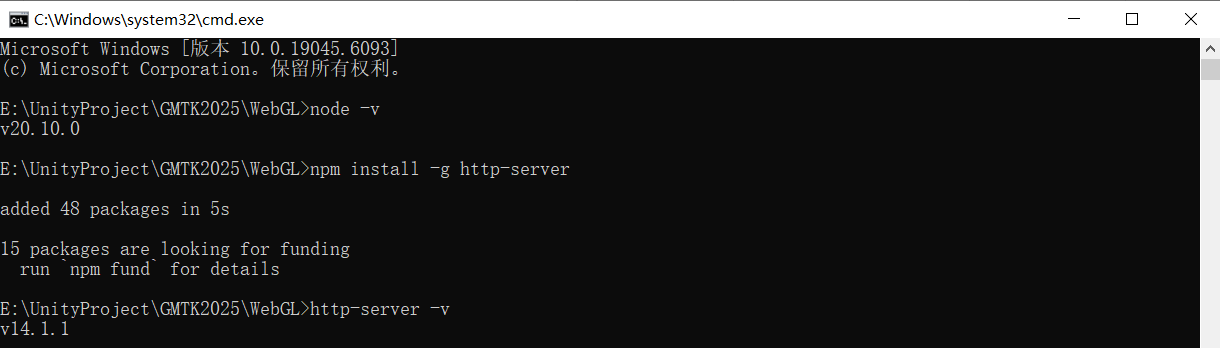 C:\Windows\system32\cmd.exe
Microsoft Windows [版本 10.0.19045.6093]
(c) Microsoft Corporation。保留所有权利。
E:\UnityProject\GMTK2025\WebGL>node -v
v20.10.0
E:\UnityProject\GMTK2025\WebGL>npm install -g http-server
added 48 packages in 5s
15 packages are looking for funding
  run `npm fund` for details
E:\UnityProject\GMTK2025\WebGL>http-server -v
v14.1.1